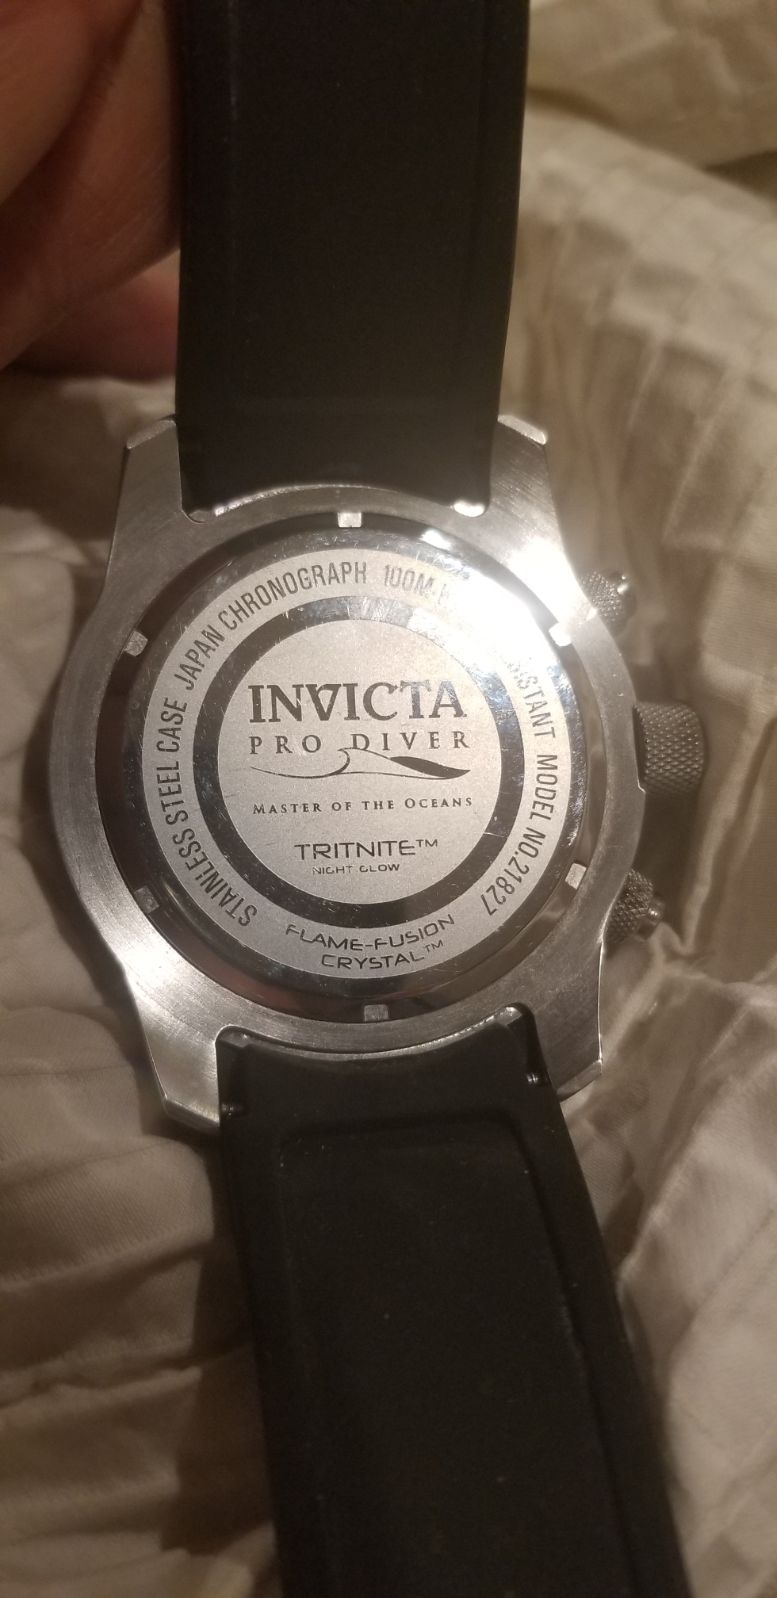 INVICTA
PRO DIVER
MASTER OF THE OCEANS
TRITNITE™
NIGHT GLOW
STAINLESS STEEL CASE JAPAN CHRONOGRAPH 100M MODEL NO.21827
FLAME-FUSION
CRYSTAL™